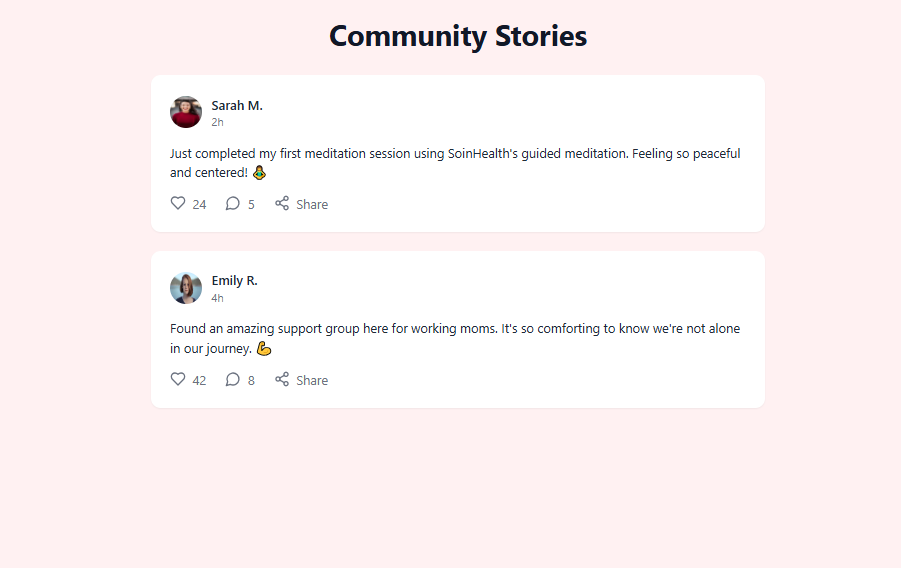 Community Stories
Sarah M.
2h
Just completed my first meditation session using SoinHealth's guided meditation. Feeling so peaceful
and centered! 🧘‍♂️
24 5 Share
Emily R.
4h
Found an amazing support group here for working moms. It's so comforting to know we're not alone
in our journey. 💪
42 8 Share